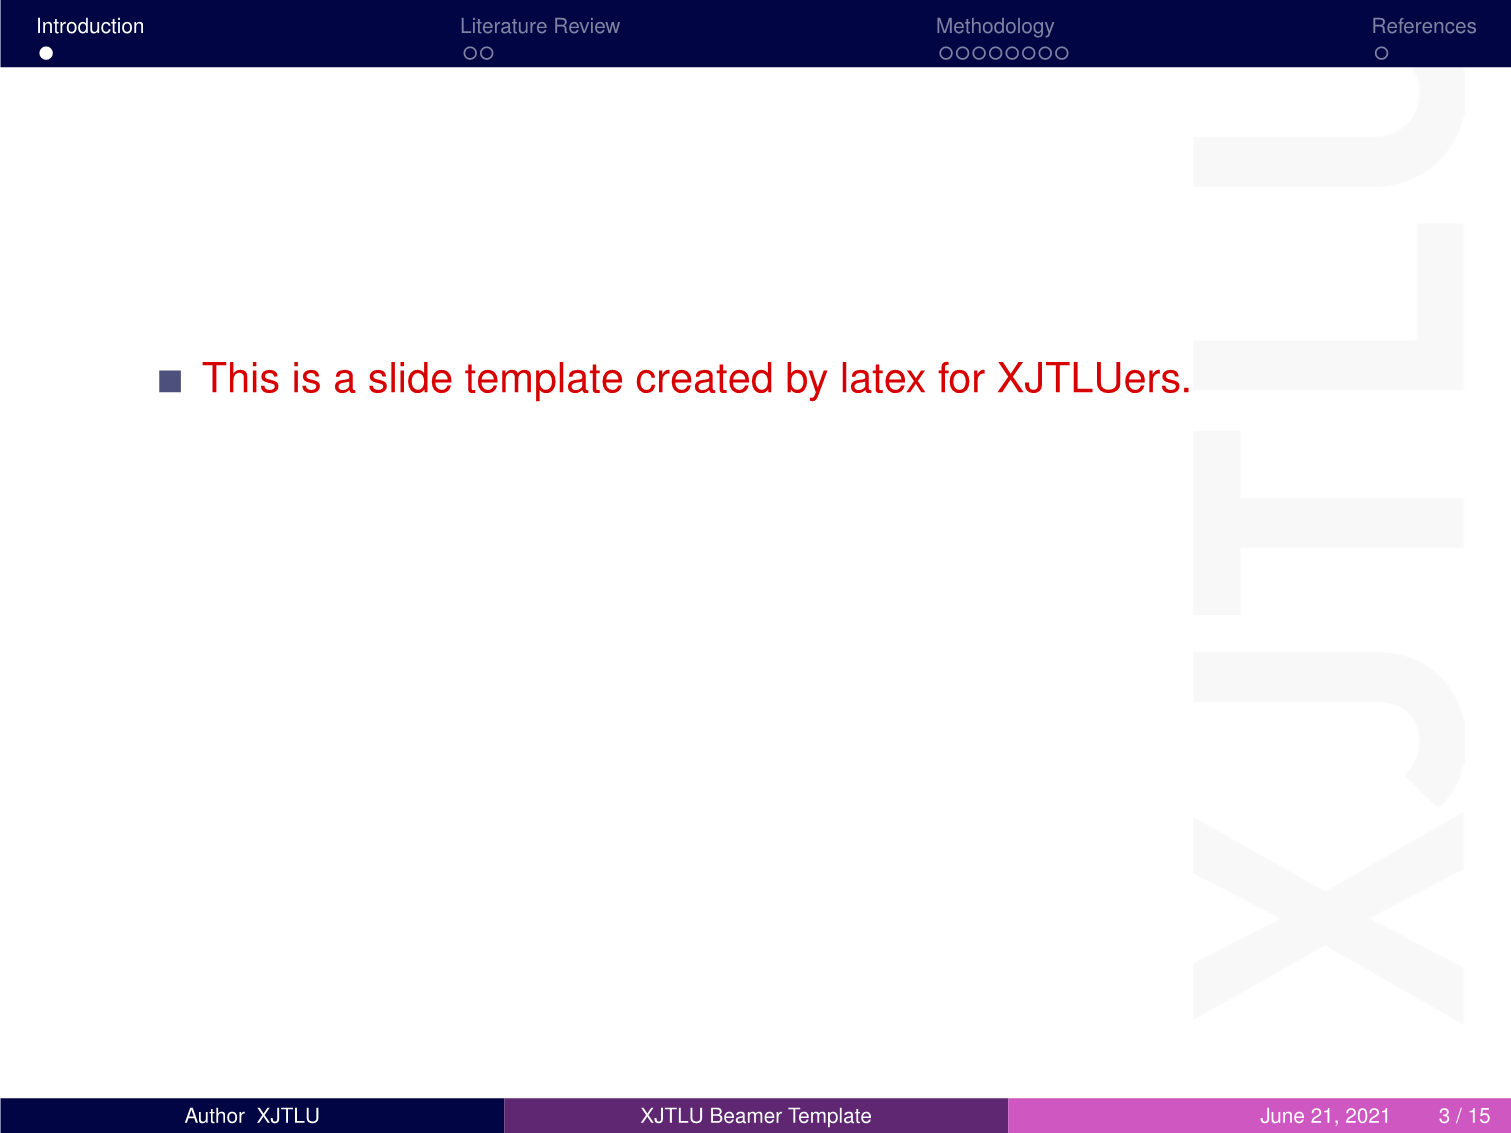 Introduction
Literature Review
Methodology
References
This is a slide template created by latex for XJTLUers.
XJTLU
Author XJTLU
XJTLU Beamer Template
June 21, 2021
3 / 15